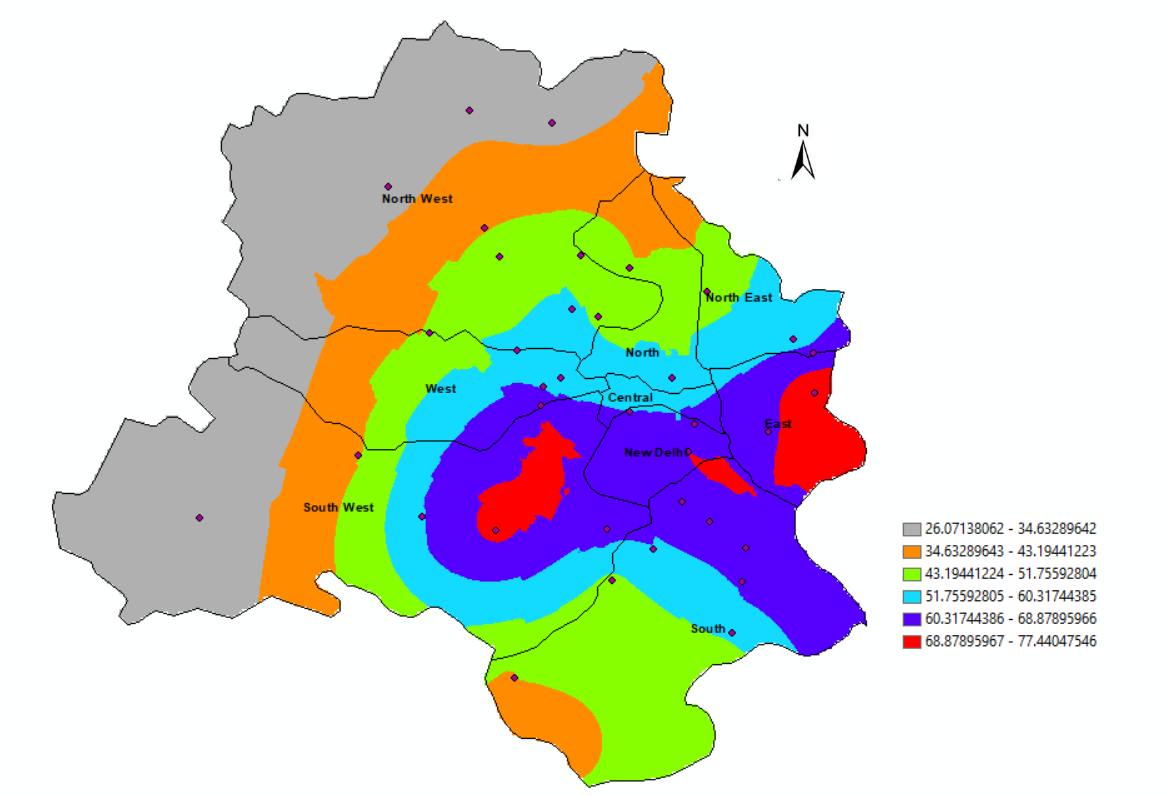 N
North West
North East
North
West
Central
East
New Delhi
South West
South
26.07138062 - 34.63289642
34.63289643 - 43.19441223
43.19441224 - 51.75592804
51.75592805 - 60.31744385
60.31744386 - 68.87895966
68.87895967 - 77.44047546